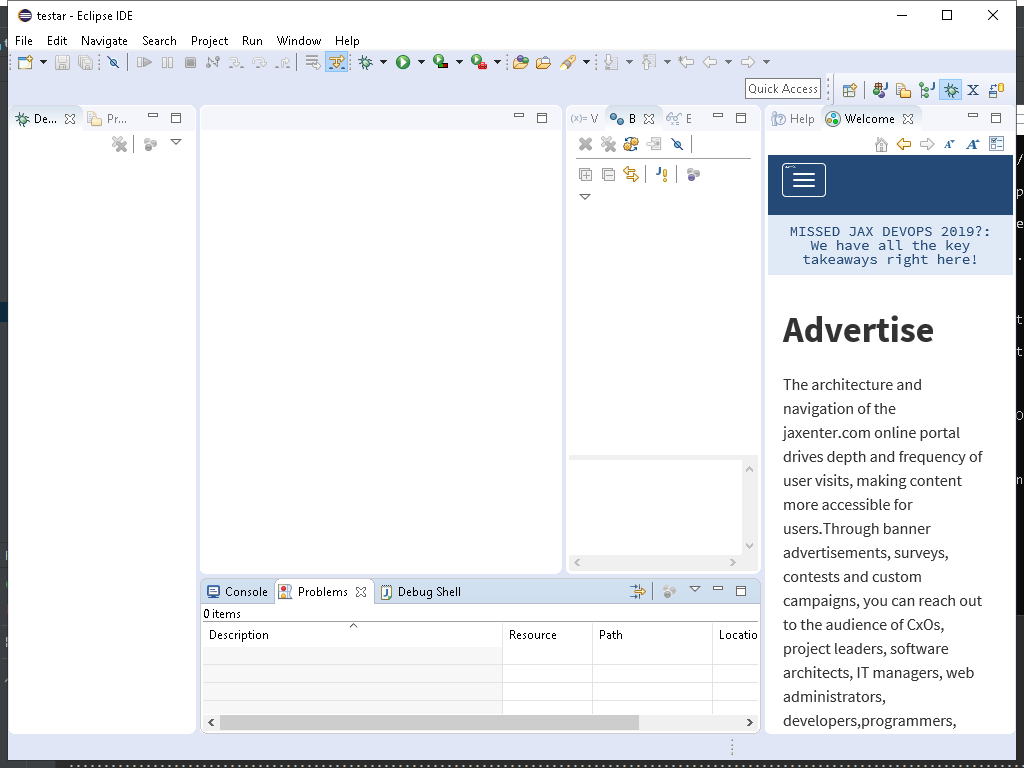 testar - Eclipse IDE
File Edit Navigate Search Project Run Window Help
Quick Access
De... Pr... (x)= V B E Help Welcome
MISSED JAX DEVOPS 2019?:
We have all the key
takeaways right here!
Advertise
The architecture and
navigation of the
jaxenter.com online portal
drives depth and frequency of
user visits, making content
more accessible for
users.Through banner
advertisements, surveys,
contests and custom
campaigns, you can reach out
to the audience of CxOs,
project leaders, software
architects, IT managers, web
administrators,
developers,programmers,
Console Problems Debug Shell
0 items
Description Resource Path Locatio